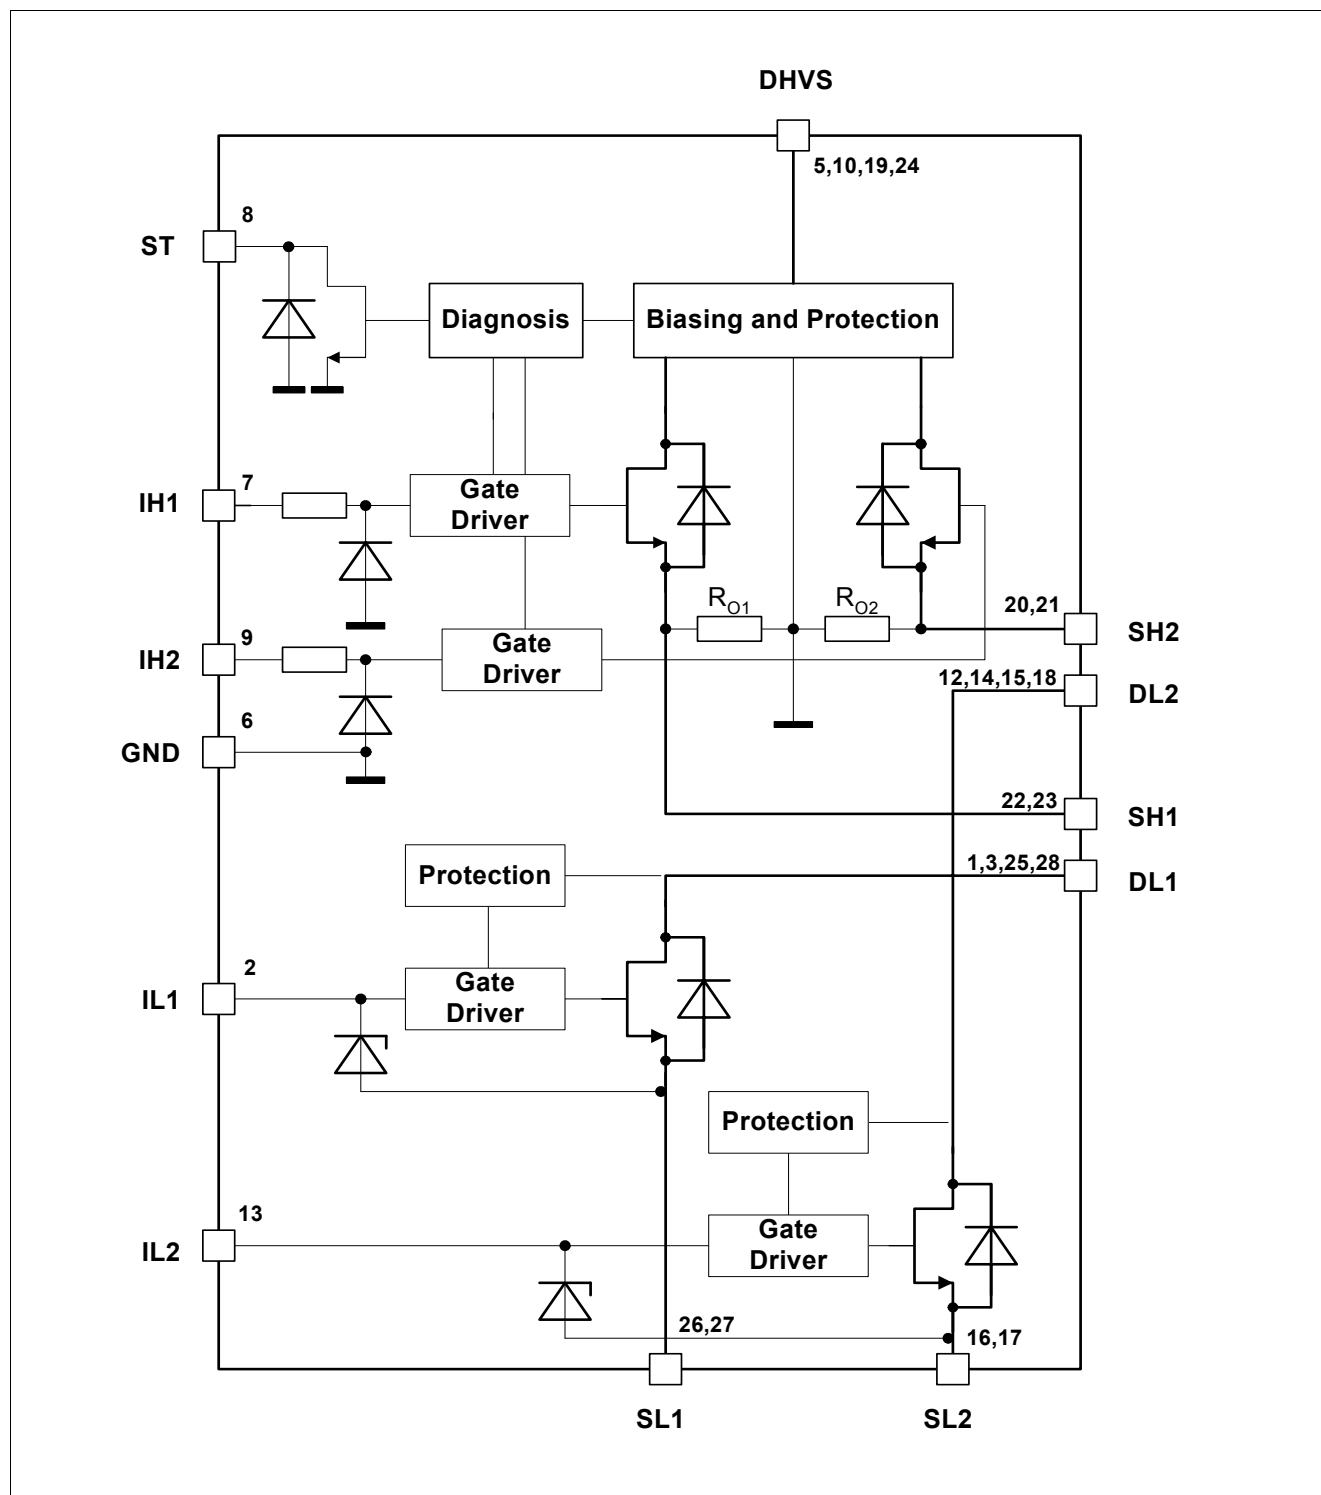 DHVS
5,10,19,24
8
ST
Diagnosis
Biasing and Protection
7
IH1
Gate
Driver
RO1
RO2
20,21
SH2
9
IH2
Gate
Driver
12,14,15,18
DL2
6
GND
22,23
SH1
Protection
1,3,25,28
DL1
2
IL1
Gate
Driver
Protection
13
IL2
Gate
Driver
26,27
16,17
SL1
SL2